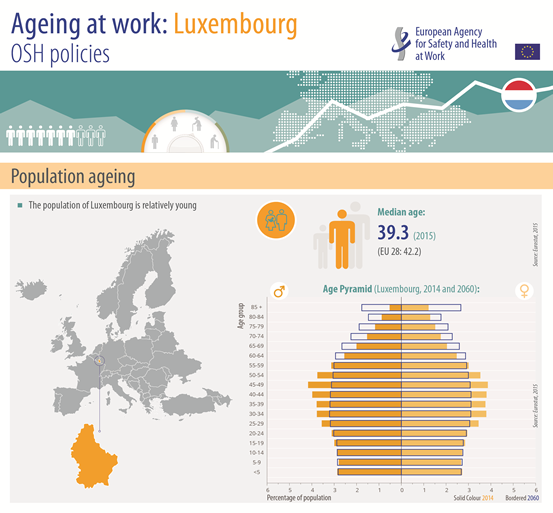 Ageing at work: Luxembourg
OSH policies
European Agency
for Safety and Health
at Work
Population ageing
The population of Luxembourg is relatively young
Median age:
39.3 (2015)
(EU 28: 42.2)
Source: Eurostat, 2015
Age Pyramid (Luxembourg, 2014 and 2060):
Age group
85 +
80-84
75-79
70-74
65-69
60-64
55-59
50-54
45-49
40-44
35-39
30-34
25-29
20-24
15-19
10-14
5-9
<5
6 5 4 3 2 1 0 1 2 3 4 5 6
Percentage of population
Solid Colour 2014 Bordered 2060
Source: Eurostat, 2015